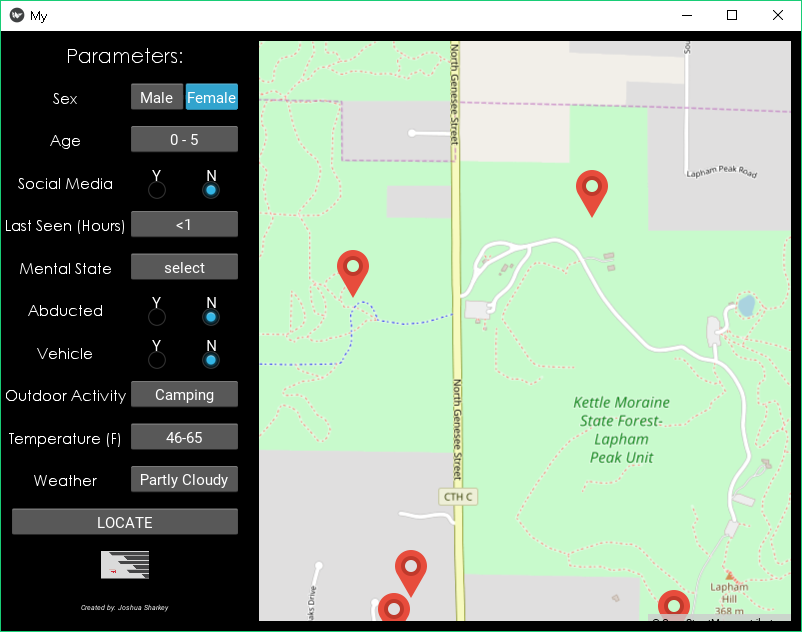 My
Parameters:
Sex
Male
Female
Age
0 - 5
Social Media
Y
N
Last Seen (Hours)
<1
Mental State
select
Abducted
Y
N
Vehicle
Y
N
Outdoor Activity
Camping
Temperature (F)
46-65
Weather
Partly Cloudy
LOCATE
Created by: Joshua Sharkey
North Genesee Street
Lapham Peak Road
Kettle Moraine
State Forest-
Lapham
Peak Unit
North Genesee Street
CTH C
Lapham
Hill
368 m